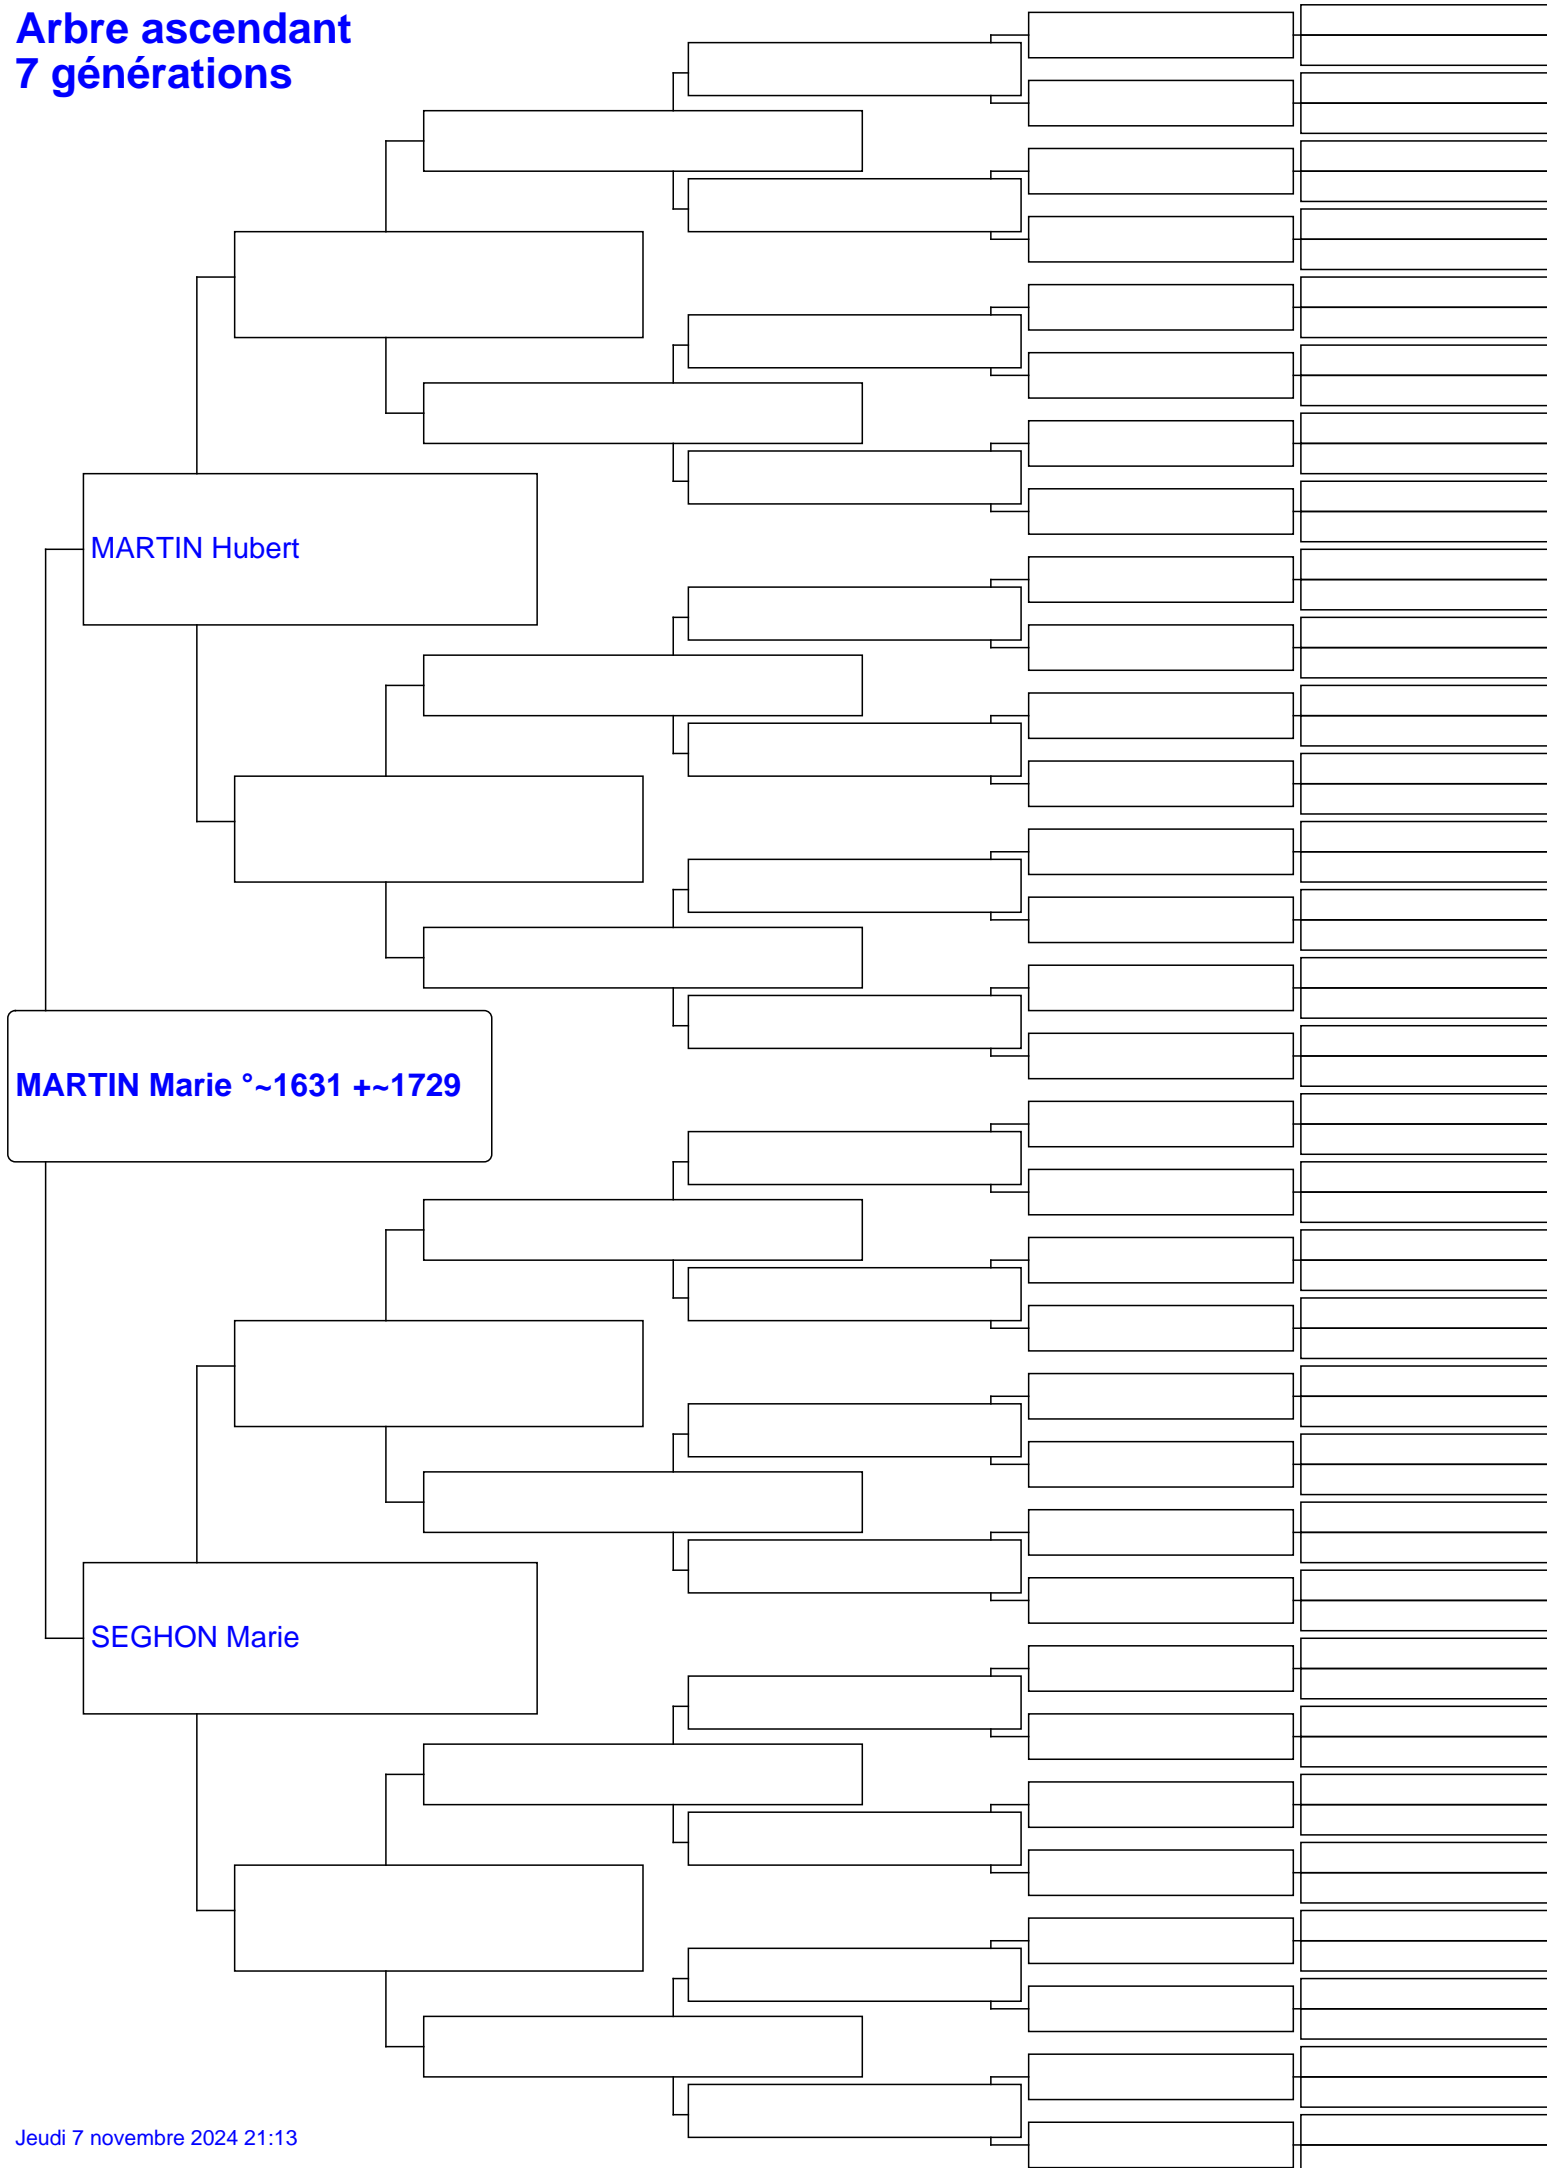 Arbre ascendant
7 générations
MARTIN Hubert
MARTIN Marie °~1631 +~1729
SEGHON Marie
Jeudi 7 novembre 2024 21:13